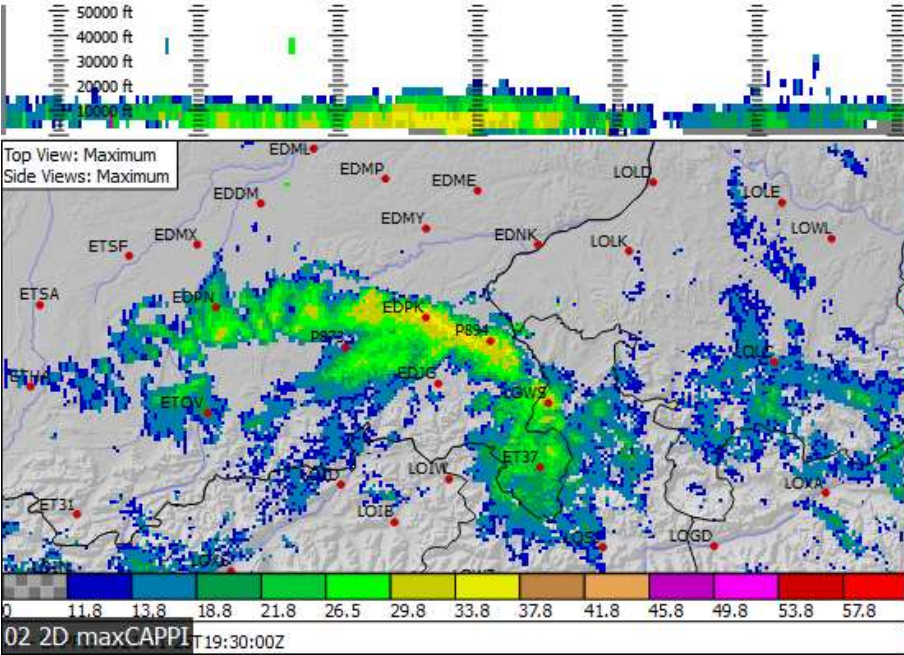 50000 ft
40000 ft
30000 ft
20000 ft
10000 ft
Top View: Maximum
Side Views: Maximum
EDML
EDMP
EDME
LOLD
EDDM
LOLE
EDMY
LOWL
EDMX
EDNK
LOLK
ETSF
ETSA
EDPN
EDPK
P894
LOLG
EDJG
LOWS
ETOV
ET37
LOIW
LOXA
ET31
LOIB
LOGD
0 11.8 13.8 18.8 21.8 26.5 29.8 33.8 37.8 41.8 45.8 49.8 53.8 57.8
02 2D maxCAPPI
T19:30:00Z